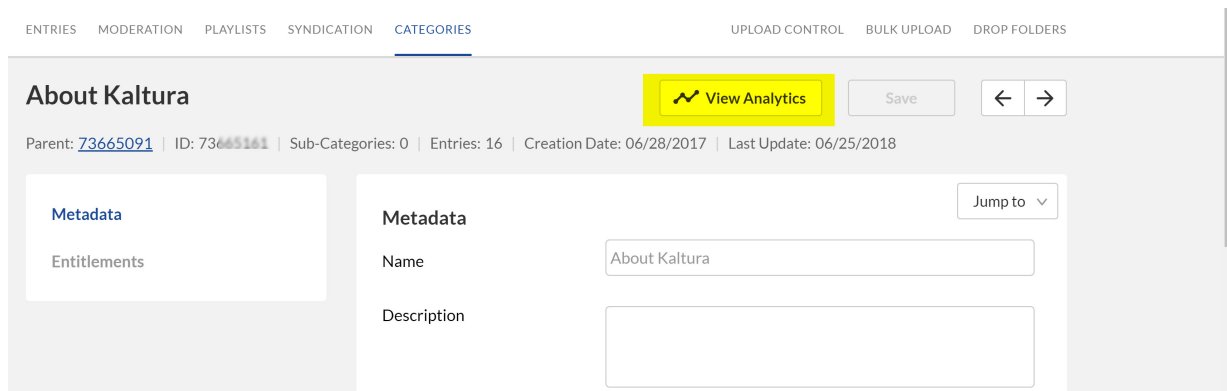 ENTRIES MODERATION PLAYLISTS SYNDICATION CATEGORIES UPLOAD CONTROL BULK UPLOAD DROP FOLDERS
About Kaltura View Analytics Save
Parent: 73665091 | ID: | Sub-Categories: 0 | Entries: 16 | Creation Date: 06/28/2017 | Last Update: 06/25/2018
Jump to
Metadata Metadata
Name About Kaltura
Entitlements
Description